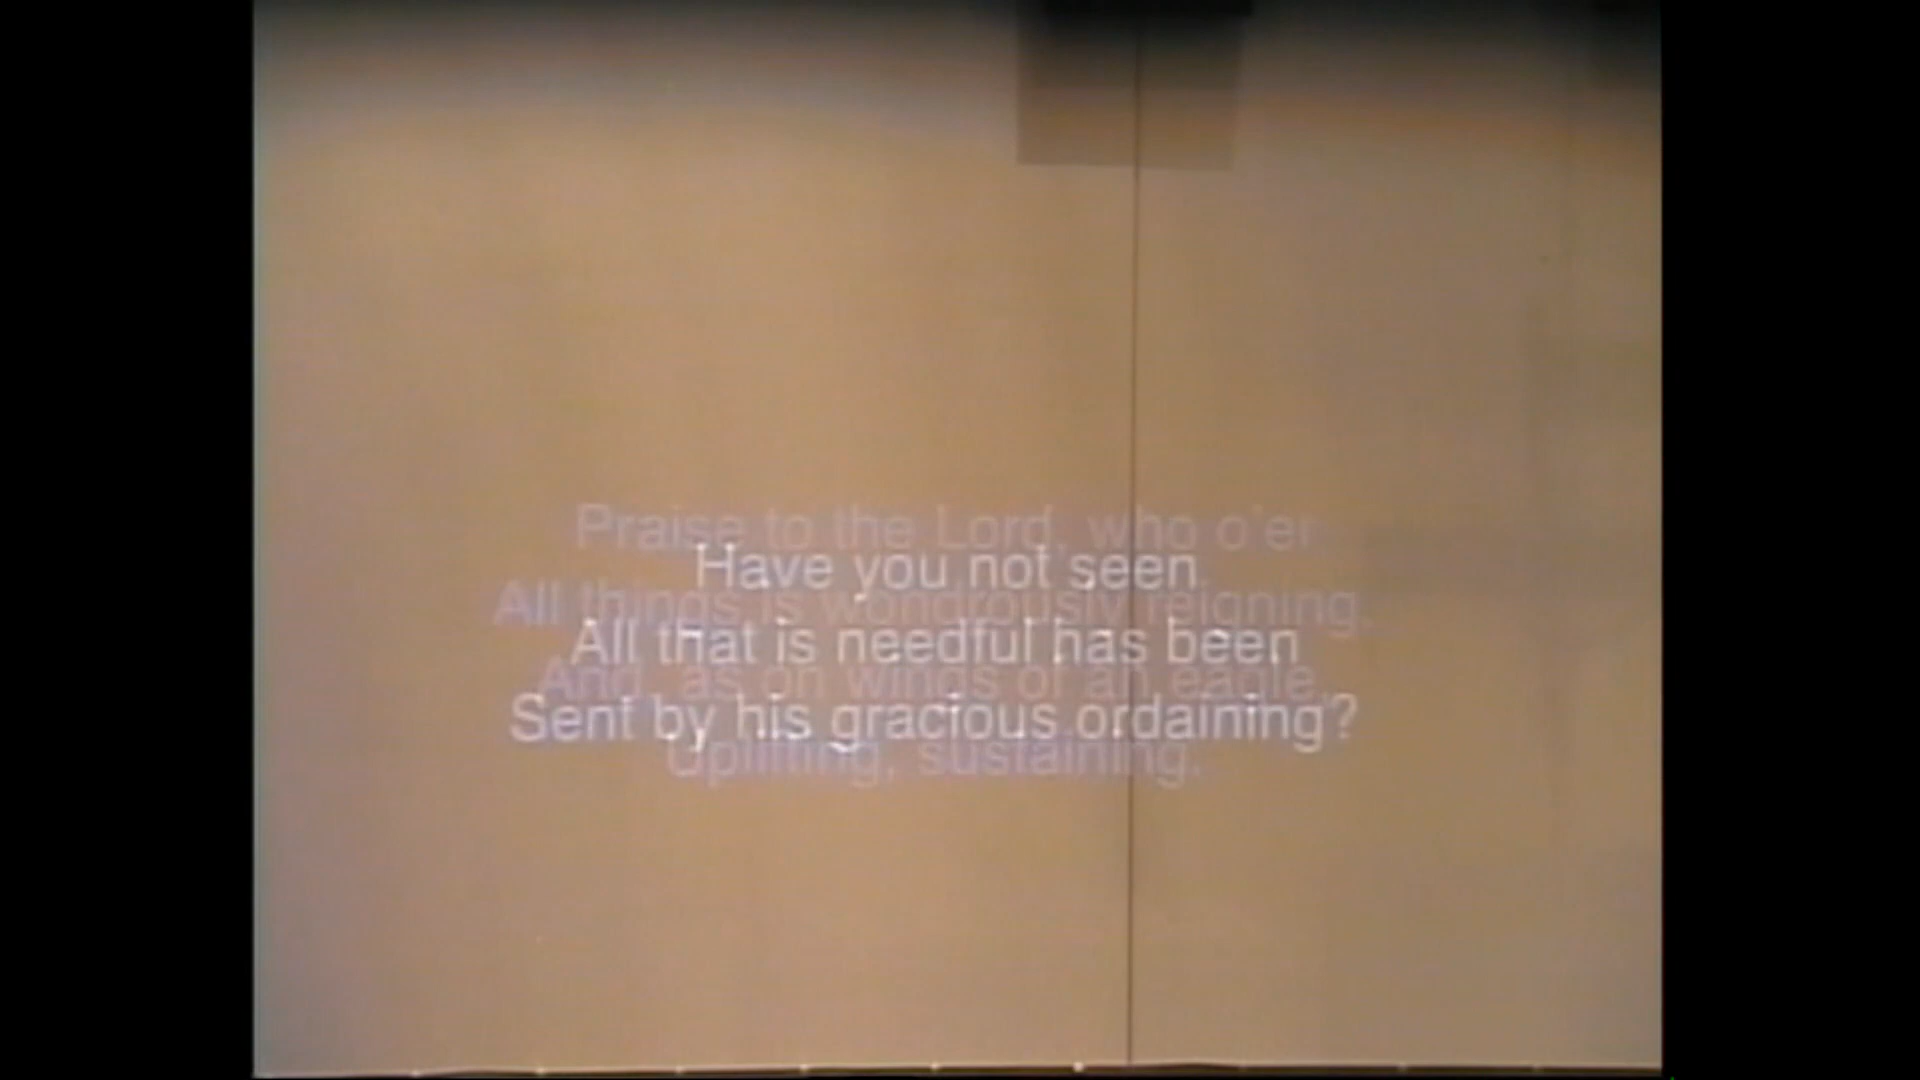 Praise to the Lord, who o'er
Have you not seen
All things is wondrously reigning,
All that is needful has been
And, as on wings of an eagle,
Sent by his gracious ordaining?
Uplifting, sustaining.